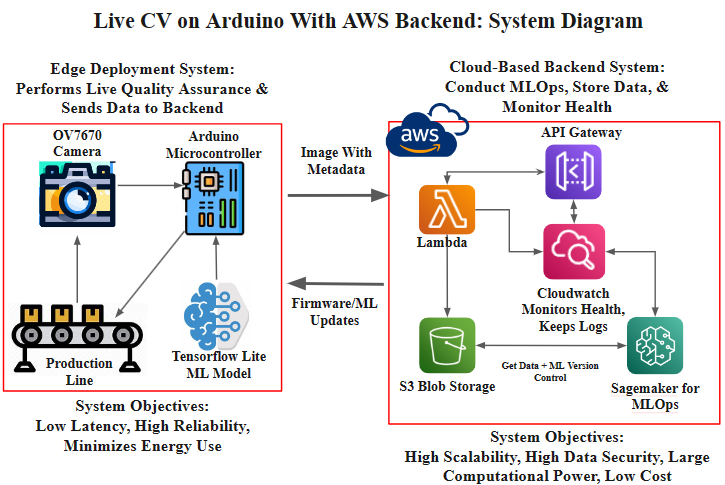 Live CV on Arduino With AWS Backend: System Diagram
Edge Deployment System:
Performs Live Quality Assurance &
Sends Data to Backend
OV7670
Camera
Arduino
Microcontroller
Production
Line
Tensorflow Lite
ML Model
System Objectives:
Low Latency, High Reliability,
Minimizes Energy Use
Image With
Metadata
Firmware/ML
Updates
Cloud-Based Backend System:
Conduct MLOps, Store Data, &
Monitor Health
aws
API Gateway
Lambda
Cloudwatch
Monitors Health,
Keeps Logs
S3 Blob Storage
Get Data + ML Version
Control
Sagemaker for
MLOps
System Objectives:
High Scalability, High Data Security, Large
Computational Power, Low Cost